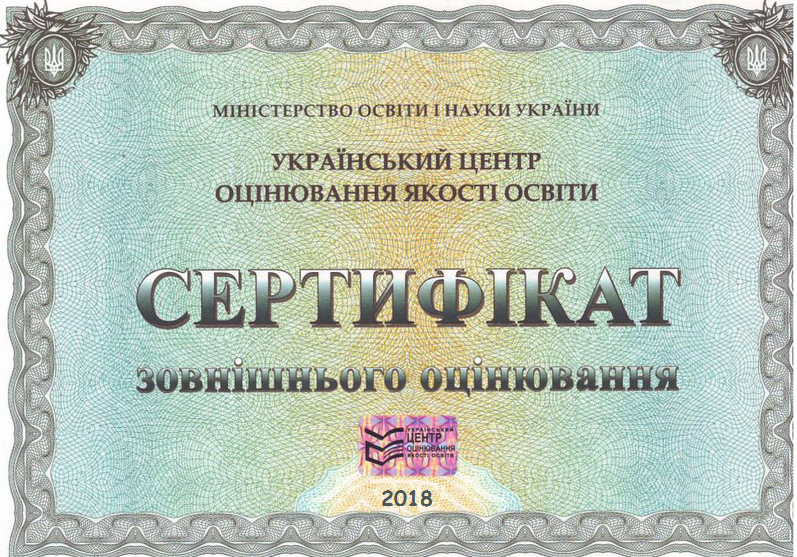 МІНІСТЕРСТВО ОСВІТИ І НАУКИ УКРАЇНИ
УКРАЇНСЬКИЙ ЦЕНТР
ОЦІНЮВАННЯ ЯКОСТІ ОСВІТИ
СЕРТИФІКАТ
зовнішнього оцінювання
УКРАЇНСЬКИЙ
ЦЕНТР
ОЦІНЮВАННЯ
ЯКОСТІ ОСВІТИ
2018